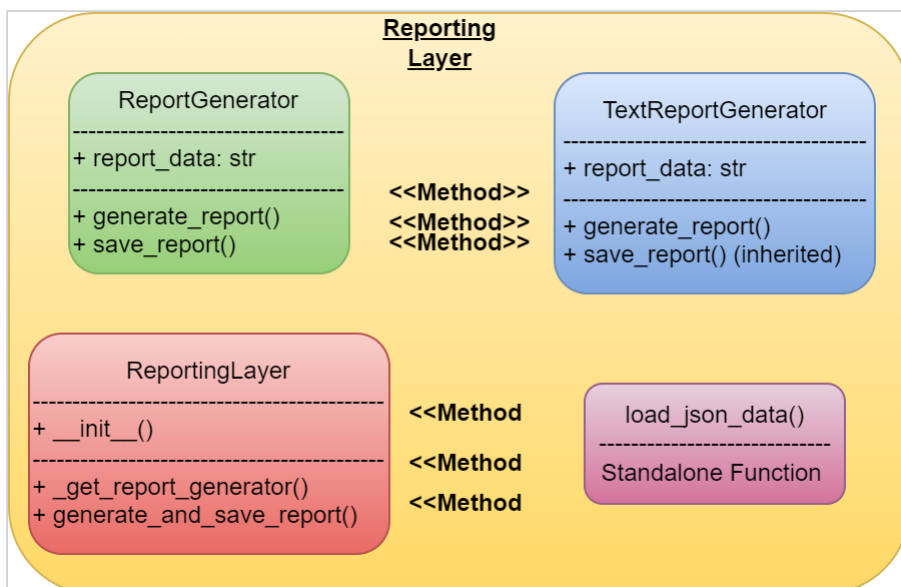 Reporting
Layer
ReportGenerator
----------------------------------
+ report_data: str
----------------------------------
+ generate_report()
+ save_report()
<<Method>>
<<Method>>
<<Method>>
TextReportGenerator
--------------------------------------
+ report_data: str
--------------------------------------
+ generate_report()
+ save_report() (inherited)
ReportingLayer
--------------------------------------------
+ __init__()
--------------------------------------------
+ _get_report_generator()
+ generate_and_save_report()
<<Method
<<Method
<<Method
load_json_data()
-----------------------------
Standalone Function